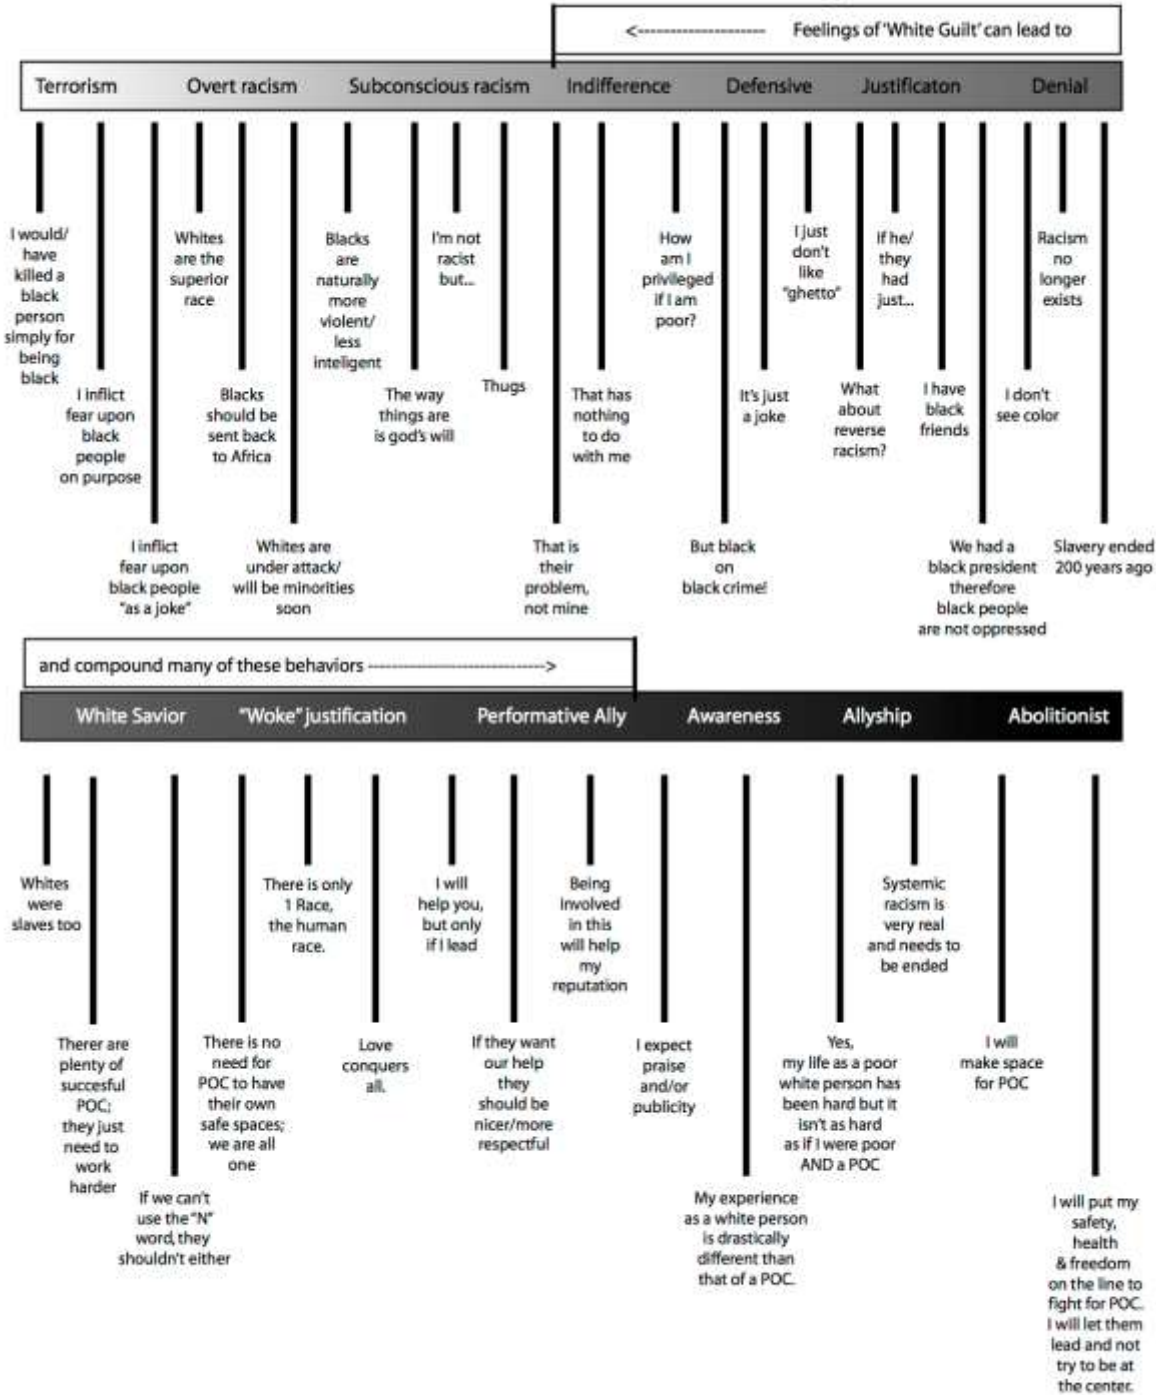 <-------------------- Feelings of 'White Guilt' can lead to
Terrorism Overt racism Subconscious racism Indifference Defensive Justificaton Denial
I would/
have
killed a
black
person
simply for
being
black
I inflict
fear upon
black
people
on purpose
I inflict
fear upon
black people
"as a joke"
Whites
are the
superior
race
Blacks
should be
sent back
to Africa
Whites are
under attack/
will be minorities
soon
Blacks
are
naturally
more
violent/
less
inteligent
The way
things are
is god's will
I'm not
racist
but...
Thugs
That is
their
problem,
not mine
That has
nothing
to do
with me
How
am I
privileged
if I am
poor?
But black
on
black crime!
It's just
a joke
I just
don't
like
"ghetto"
What
about
reverse
racism?
If he/
they
had
just...
I have
black
friends
We had a
black president
therefore
black people
are not oppressed
I don't
see color
Racism
no
longer
exists
Slavery ended
200 years ago
and compound many of these behaviors ---------------------------->
White Savior "Woke" justification Performative Ally Awareness Allyship Abolitionist
Whites
were
slaves too
Therer are
plenty of
succesful
POC;
they just
need to
work
harder
If we can't
use the "N"
word, they
shouldn't either
There is no
need for
POC to have
their own
safe spaces;
we are all
one
There is only
1 Race,
the human
race.
Love
conquers
all.
I will
help you,
but only
if I lead
If they want
our help
they
should be
nicer/more
respectful
Being
involved
in this
will help
my
reputation
I expect
praise
and/or
publicity
My experience
as a white person
is drastically
different than
that of a POC.
Yes,
my life as a poor
white person has
been hard but it
isn't as hard
as if I were poor
AND a POC
Systemic
racism is
very real
and needs to
be ended
I will
make space
for POC
I will put my
safety,
health
& freedom
on the line to
fight for POC.
I will let them
lead and not
try to be at
the center.